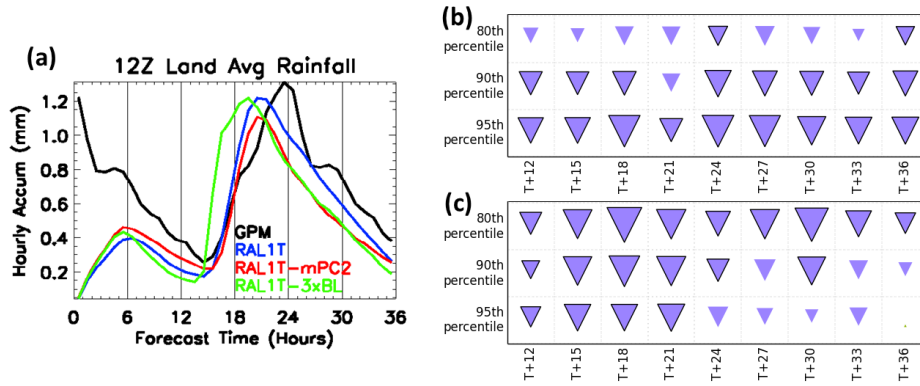 (a)
12Z Land Avg Rainfall
Hourly Accum (mm)
1.2
1.0
0.8
0.6
0.4
0.2
GPM
RAL1T
RAL1T-mPC2
RAL1T-3xBL
0 6 12 18 24 30 36
Forecast Time (Hours)
(b)
80th
percentile
90th
percentile
95th
percentile
T+12 T+15 T+18 T+21 T+24 T+27 T+30 T+33 T+36
(c)
80th
percentile
90th
percentile
95th
percentile
T+12 T+15 T+18 T+21 T+24 T+27 T+30 T+33 T+36